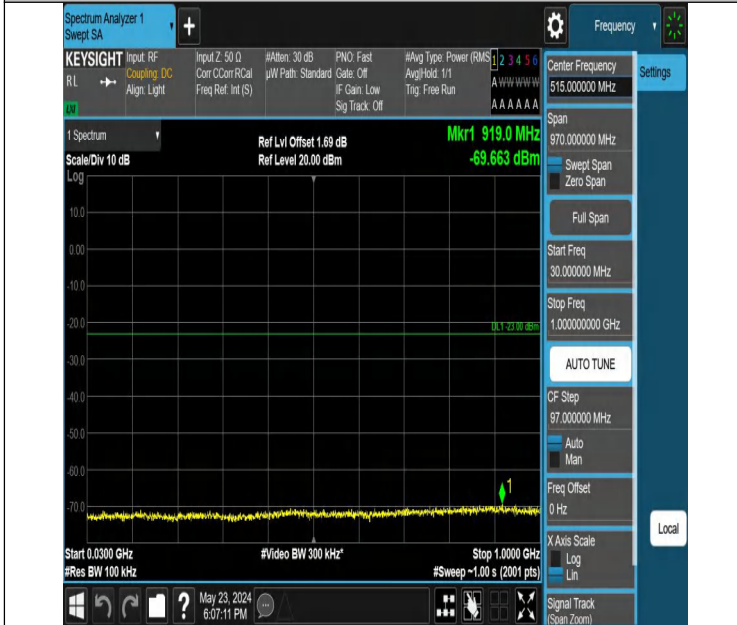 Spectrum Analyzer 1
Swept SA
+
Frequency
KEYSIGHT
RL
Input: RF
Coupling: DC
Align: Light
Input Z: 50 Ω
Corr CCorr RCal
Freq Ref: Int (S)
#Atten: 30 dB
µW Path: Standard
PNO: Fast
Gate: Off
IF Gain: Low
Sig Track: Off
#Avg Type: Power (RMS
Avg|Hold: 1/1
Trig: Free Run
1 2 3 4 5 6
A W W W W W
A A A A A A
LXI
1 Spectrum
Scale/Div 10 dB
Ref Lvl Offset 1.69 dB
Ref Level 20.00 dBm
Mkr1 919.0 MHz
-69.663 dBm
Log
10.0
0.00
-10.0
-20.0
DL1 -23.00 dBm
-30.0
-40.0
-50.0
-60.0
-70.0
1
Start 0.0300 GHz
#Res BW 100 kHz
#Video BW 300 kHz*
Stop 1.0000 GHz
#Sweep ~1.00 s (2001 pts)
May 23, 2024
6:07:11 PM
Center Frequency
515.000000 MHz
Span
970.000000 MHz
Swept Span
Zero Span
Full Span
Start Freq
30.000000 MHz
Stop Freq
1.000000000 GHz
AUTO TUNE
CF Step
97.000000 MHz
Auto
Man
Freq Offset
0 Hz
X Axis Scale
Log
Lin
Signal Track
(Span Zoom)
Settings
Local